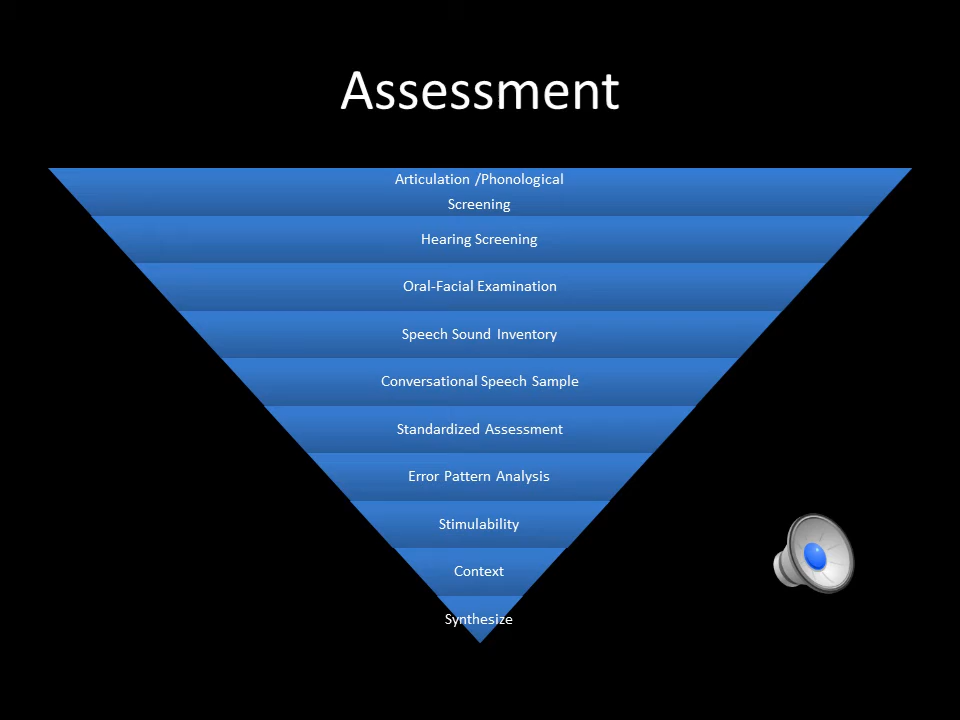 Assessment
Articulation /Phonological
Screening
Hearing Screening
Oral-Facial Examination
Speech Sound Inventory
Conversational Speech Sample
Standardized Assessment
Error Pattern Analysis
Stimulability
Context
Synthesize